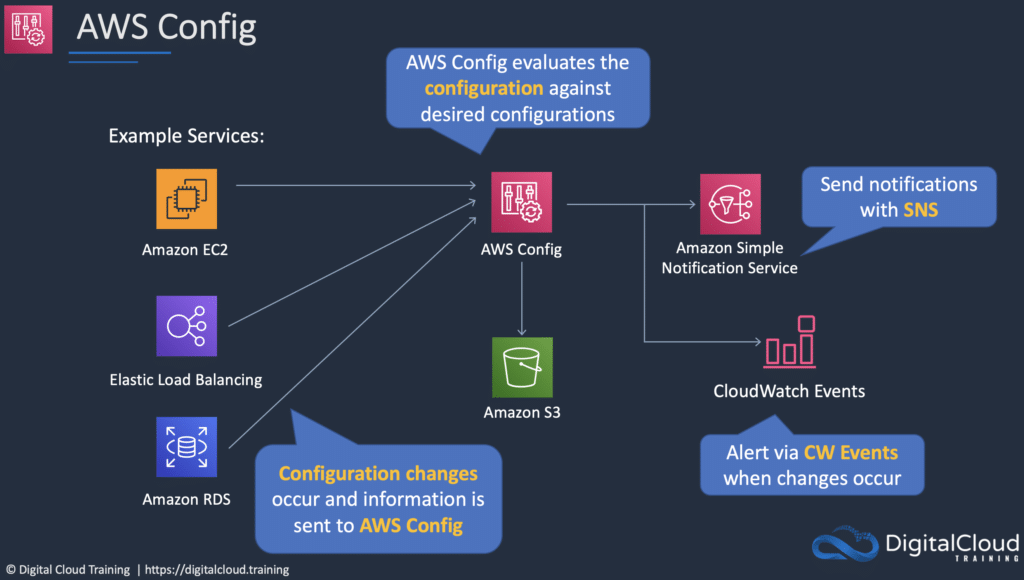 AWS Config
AWS Config evaluates the
configuration against
desired configurations
Example Services:
Amazon EC2
AWS Config
Amazon Simple
Notification Service
Send notifications
with SNS
Elastic Load Balancing
Amazon S3
CloudWatch Events
Amazon RDS
Configuration changes
occur and information is
sent to AWS Config
Alert via CW Events
when changes occur
DigitalCloud
TRAINING
© Digital Cloud Training | https://digitalcloud.training